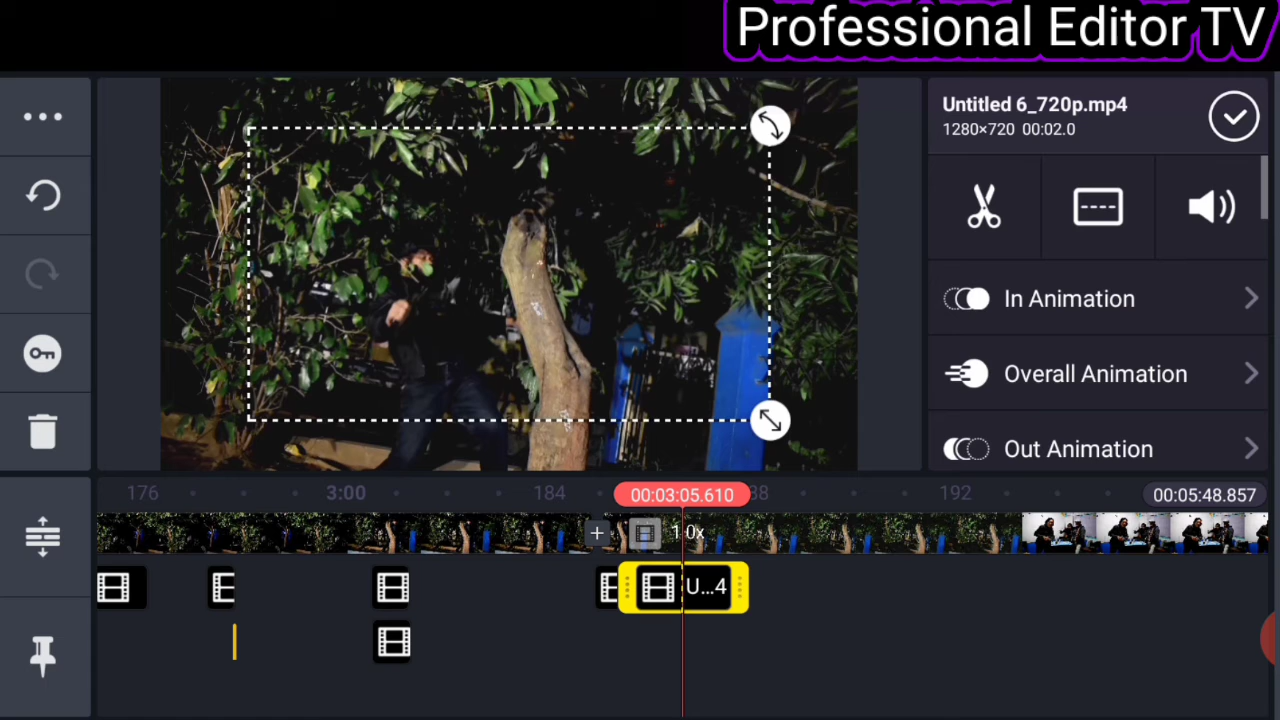 Professional Editor TV
Untitled 6_720p.mp4
1280×720 00:02.0
In Animation
Overall Animation
Out Animation
176
3:00
184
00:03:05.610
88
192
00:05:48.857
1.0x
U...4